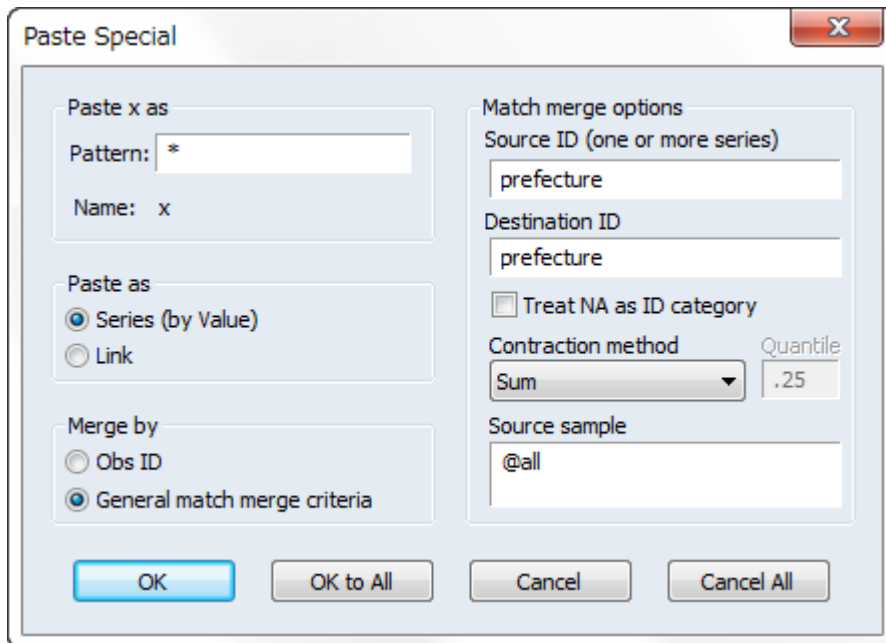 Paste Special
Paste x as
Pattern: *
Name: x
Paste as
Series (by Value)
Link
Merge by
Obs ID
General match merge criteria
Match merge options
Source ID (one or more series)
prefecture
Destination ID
prefecture
Treat NA as ID category
Contraction method Quantile
Sum .25
Source sample
@all
OK OK to All Cancel Cancel All